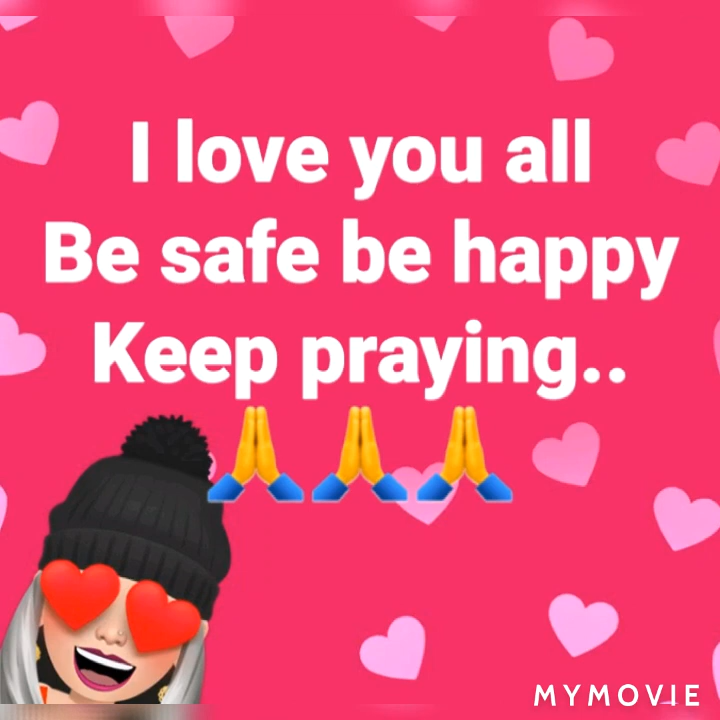 I love you all
Be safe be happy
Keep praying..
🙏🙏🙏
MYMOVIE